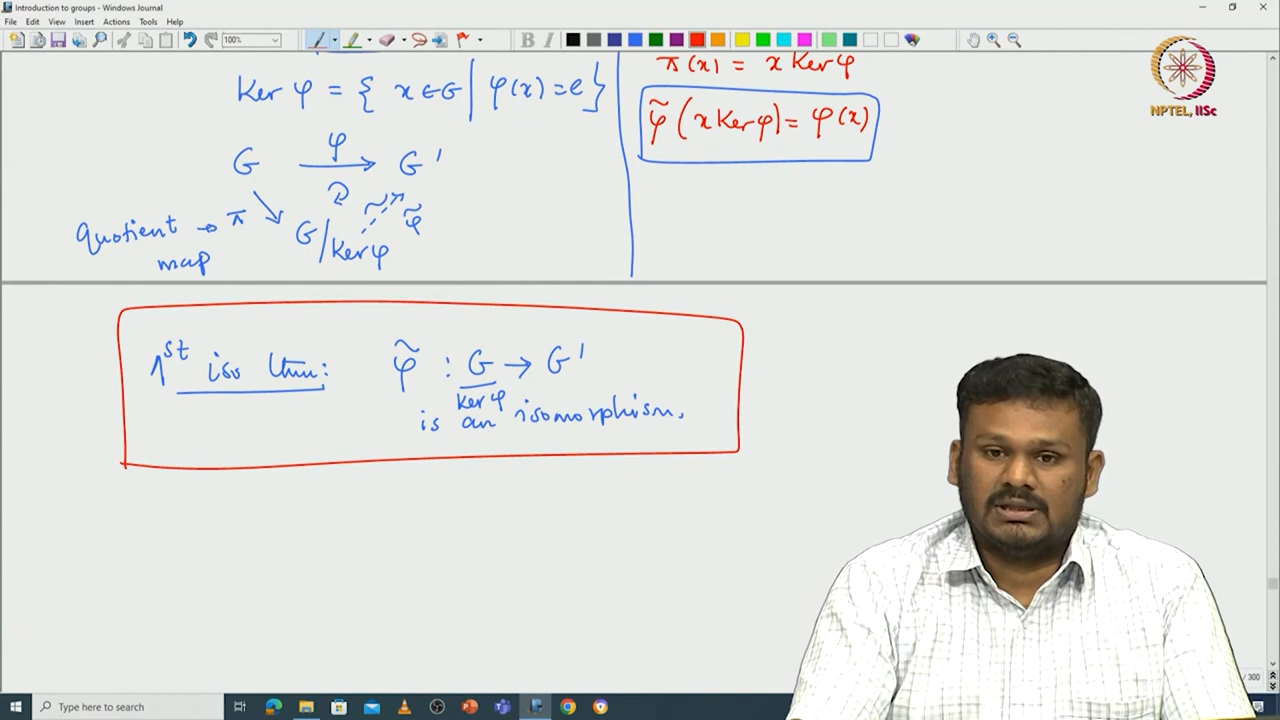 Introduction to groups - Windows Journal
File Edit View Insert Actions Tools Help
100%
B I
NPTEL, IISc
Ker φ = { x ∈ G | φ(x) = e }
G φ→ G'
Quotient → π
map
G/Ker φ
φ̃
π(x) = x Ker φ
φ̃ (x Ker φ) = φ(x)
1st iso thm: φ̃ : G/Ker φ → G'
is an isomorphism.
/ 300
Type here to search